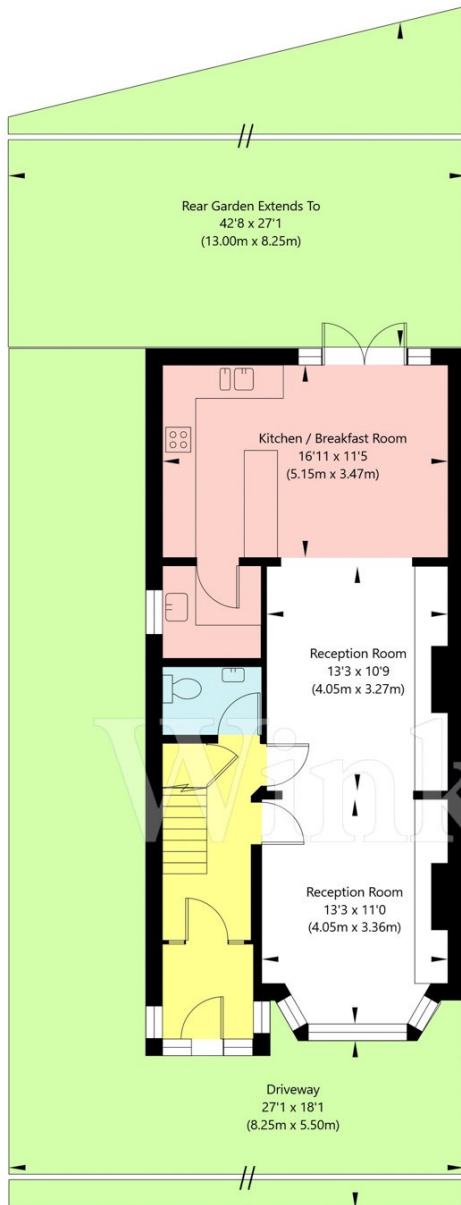 Rear Garden Extends To
42'8 x 27'1
(13.00m x 8.25m)
Kitchen / Breakfast Room
16'11 x 11'5
(5.15m x 3.47m)
Reception Room
13'3 x 10'9
(4.05m x 3.27m)
Wink
Reception Room
13'3 x 11'0
(4.05m x 3.36m)
Driveway
27'1 x 18'1
(8.25m x 5.50m)